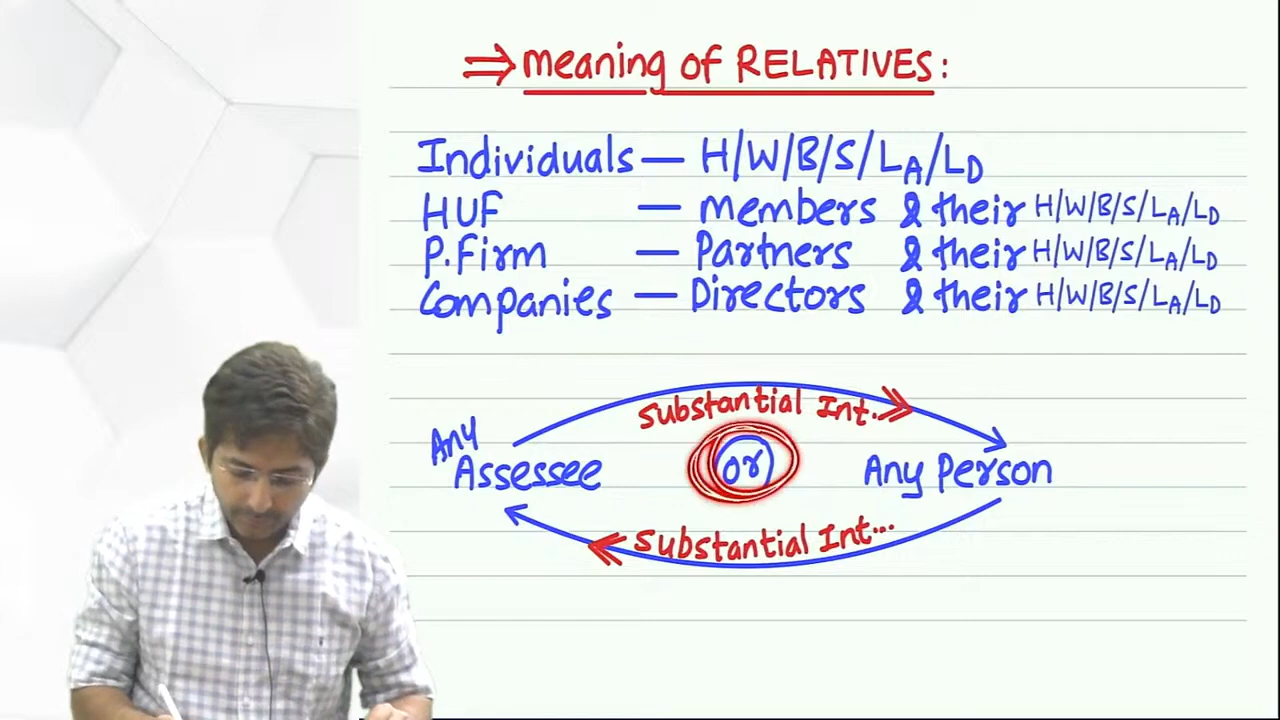 ⇒ Meaning of RELATIVES:
Individuals — H/W/B/S/LA/LD
HUF — members & their H/W/B/S/LA/LD
P.Firm — Partners & their H/W/B/S/LA/LD
Companies — Directors & their H/W/B/S/LA/LD
Substantial Int.
Any Assessee or Any Person
Substantial Int...